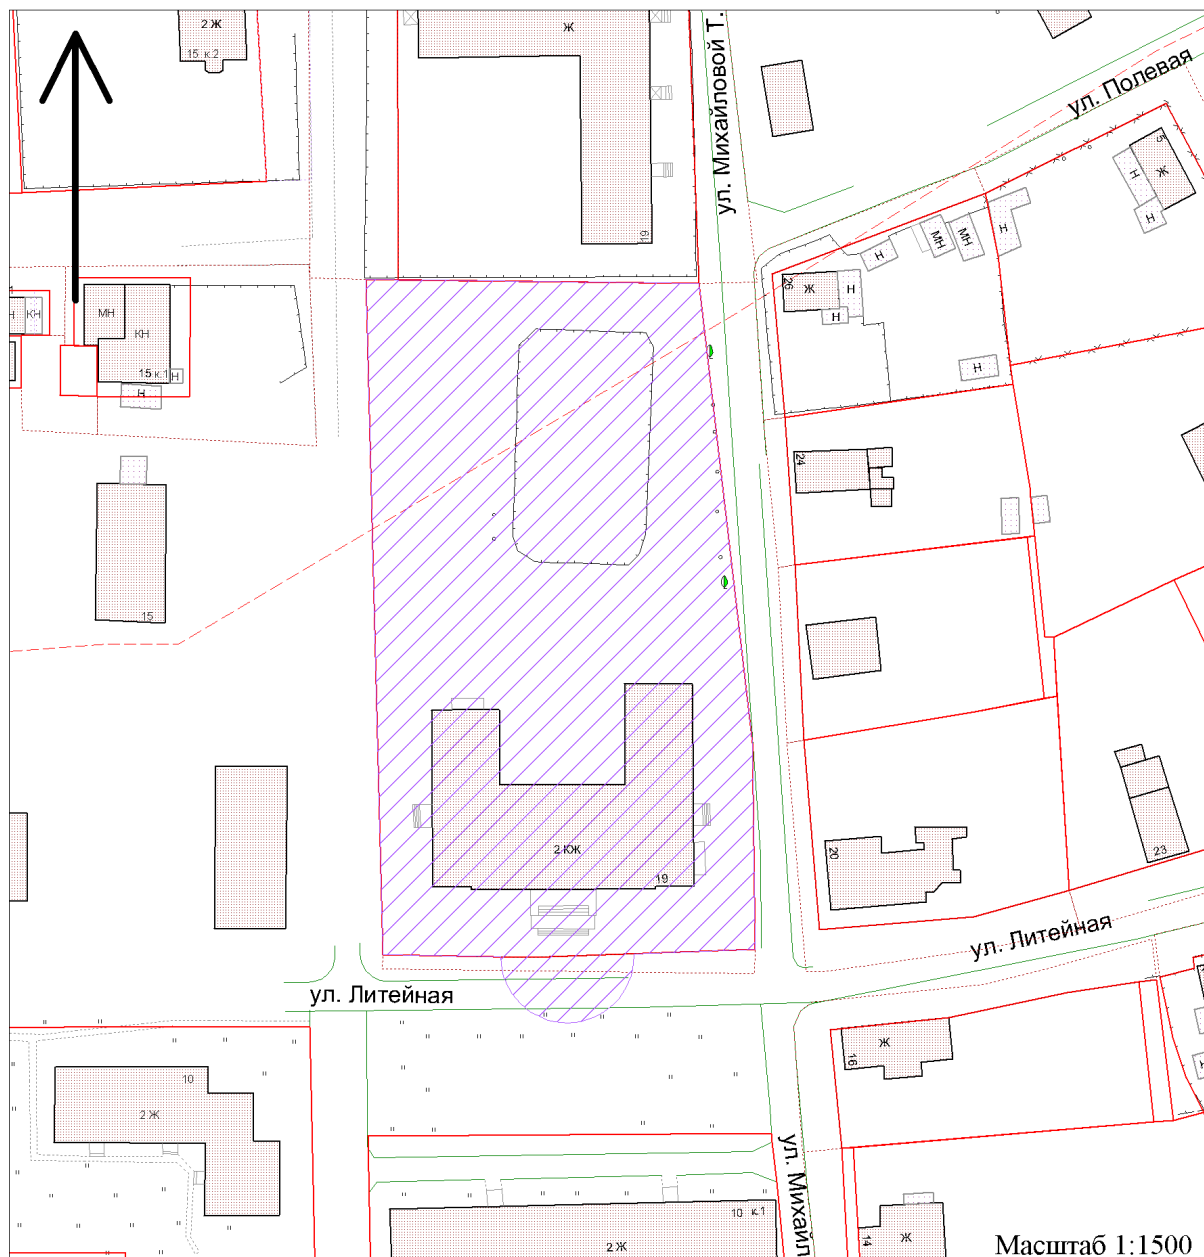 2 Ж
15 к.2
Ж
19
ул. Михайловой Т.
ул. Полевая
5
Ж
Н
Н
Н
МН
МН
Н
26
Ж
Н
Н
Н
Н
КН
МН
КН
15 к.1
Н
Н
24
15
2 КЖ
19
20
23
ул. Литейная
ул. Литейная
16
Ж
10
2 Ж
ул. Михайл
10 к.1
2 Ж
14
Ж
Масштаб 1:1500